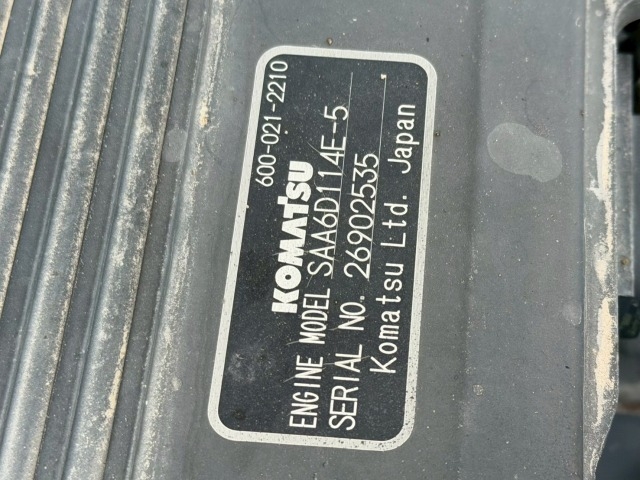 600-021-2210
KOMATSU
ENGINE MODEL SAA6D114E-5
SERIAL NO. 26902535
Komatsu Ltd. Japan